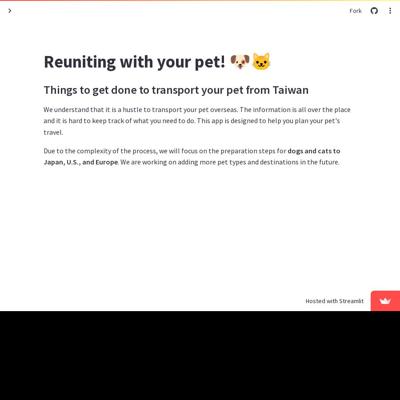 Fork
Reuniting with your pet! 🐶🐱
Things to get done to transport your pet from Taiwan
We understand that it is a hustle to transport your pet overseas. The information is all over the place
and it is hard to keep track of what you need to do. This app is designed to help you plan your pet's
travel.
Due to the complexity of the process, we will focus on the preparation steps for dogs and cats to
Japan, U.S., and Europe. We are working on adding more pet types and destinations in the future.
Hosted with Streamlit